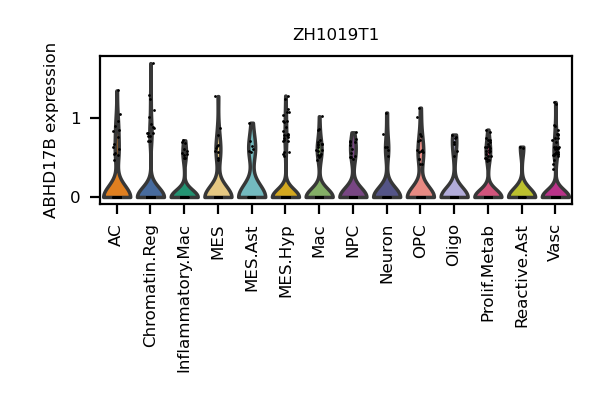 ZH1019T1
ABHD17B expression
1
0
AC
Chromatin.Reg
Inflammatory.Mac
MES
MES.Ast
MES.Hyp
Mac
NPC
Neuron
OPC
Oligo
Prolif.Metab
Reactive.Ast
Vasc